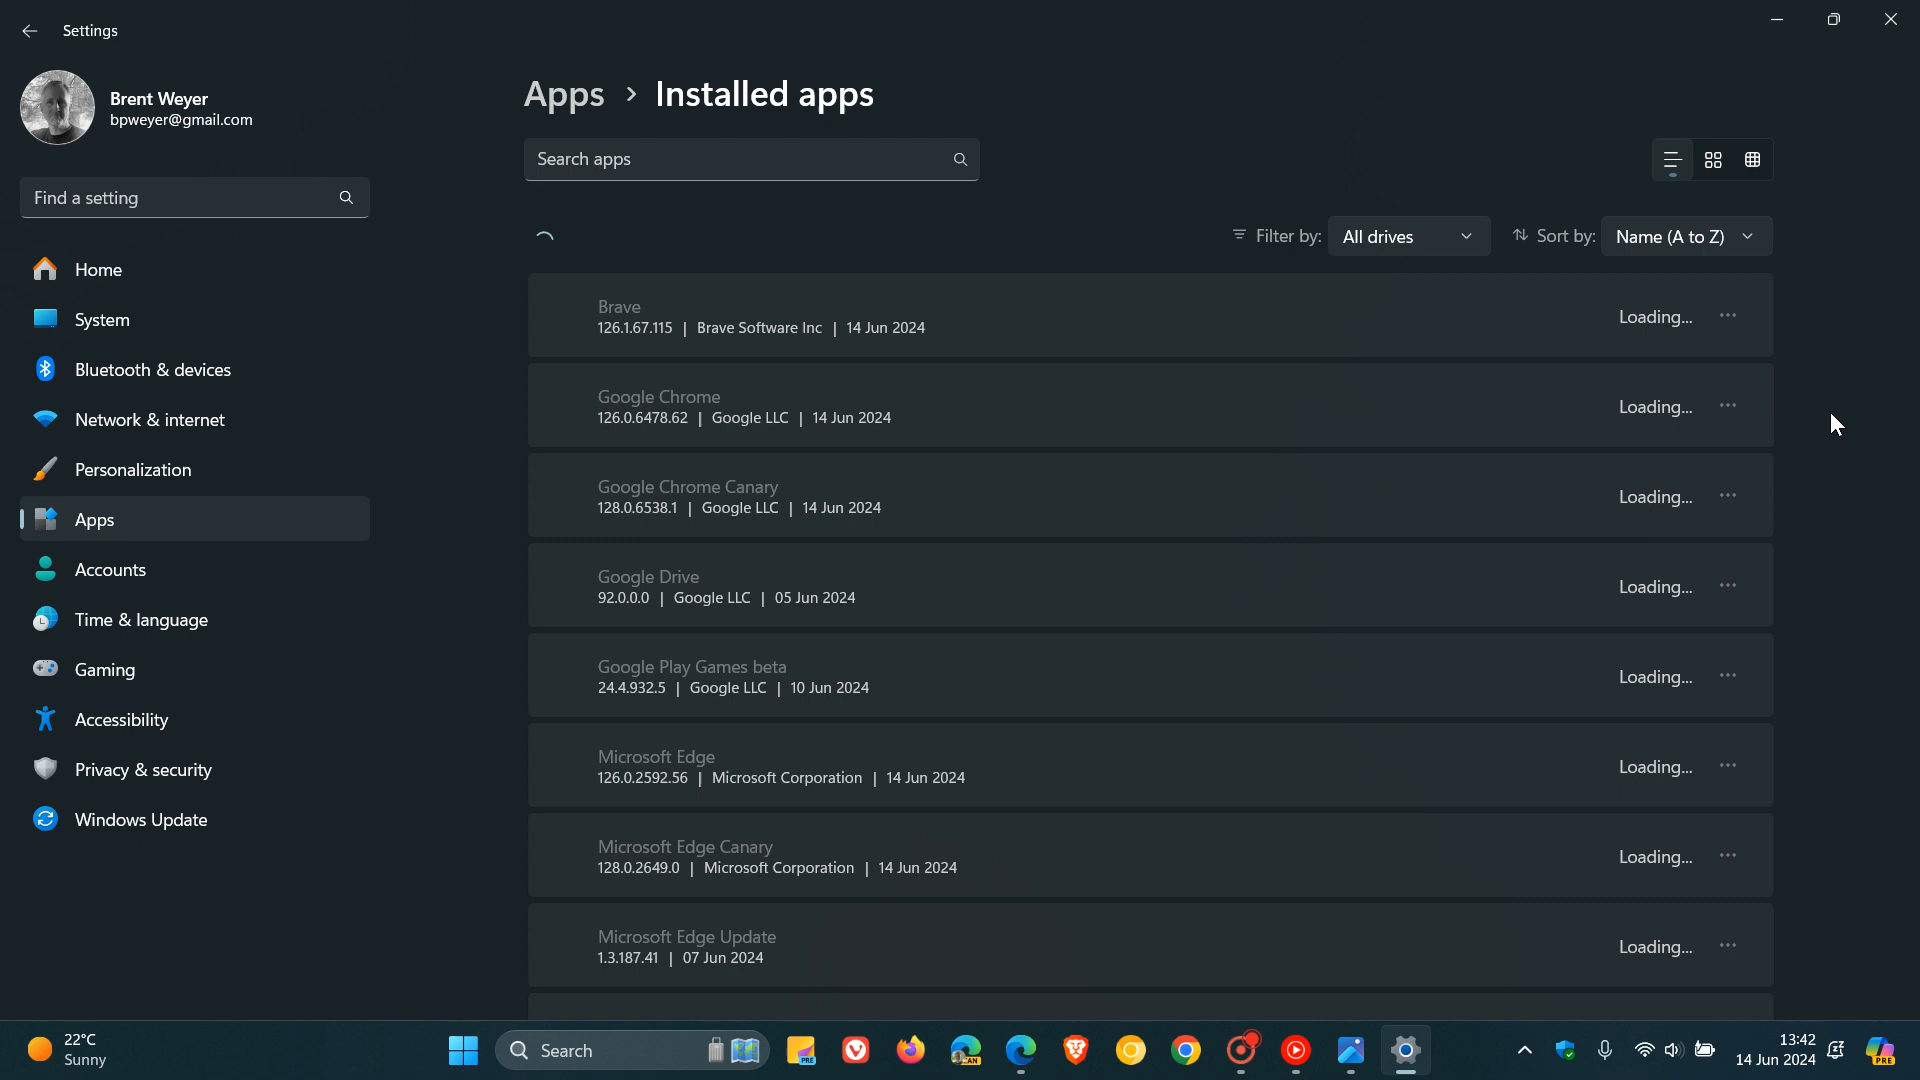 Settings
Brent Weyer
bpweyer@gmail.com
Find a setting
Home
System
Bluetooth & devices
Network & internet
Personalization
Apps
Accounts
Time & language
Gaming
Accessibility
Privacy & security
Windows Update
Apps > Installed apps
Search apps
Filter by: All drives Sort by: Name (A to Z)
Brave
126.1.67.115 | Brave Software Inc | 14 Jun 2024
Loading...
Google Chrome
126.0.6478.62 | Google LLC | 14 Jun 2024
Loading...
Google Chrome Canary
128.0.6538.1 | Google LLC | 14 Jun 2024
Loading...
Google Drive
92.0.0.0 | Google LLC | 05 Jun 2024
Loading...
Google Play Games beta
24.4.932.5 | Google LLC | 10 Jun 2024
Loading...
Microsoft Edge
126.0.2592.56 | Microsoft Corporation | 14 Jun 2024
Loading...
Microsoft Edge Canary
128.0.2649.0 | Microsoft Corporation | 14 Jun 2024
Loading...
Microsoft Edge Update
1.3.187.41 | 07 Jun 2024
Loading...
22°C
Sunny
Search
PRE
CAN
13:42
14 Jun 2024
PRE